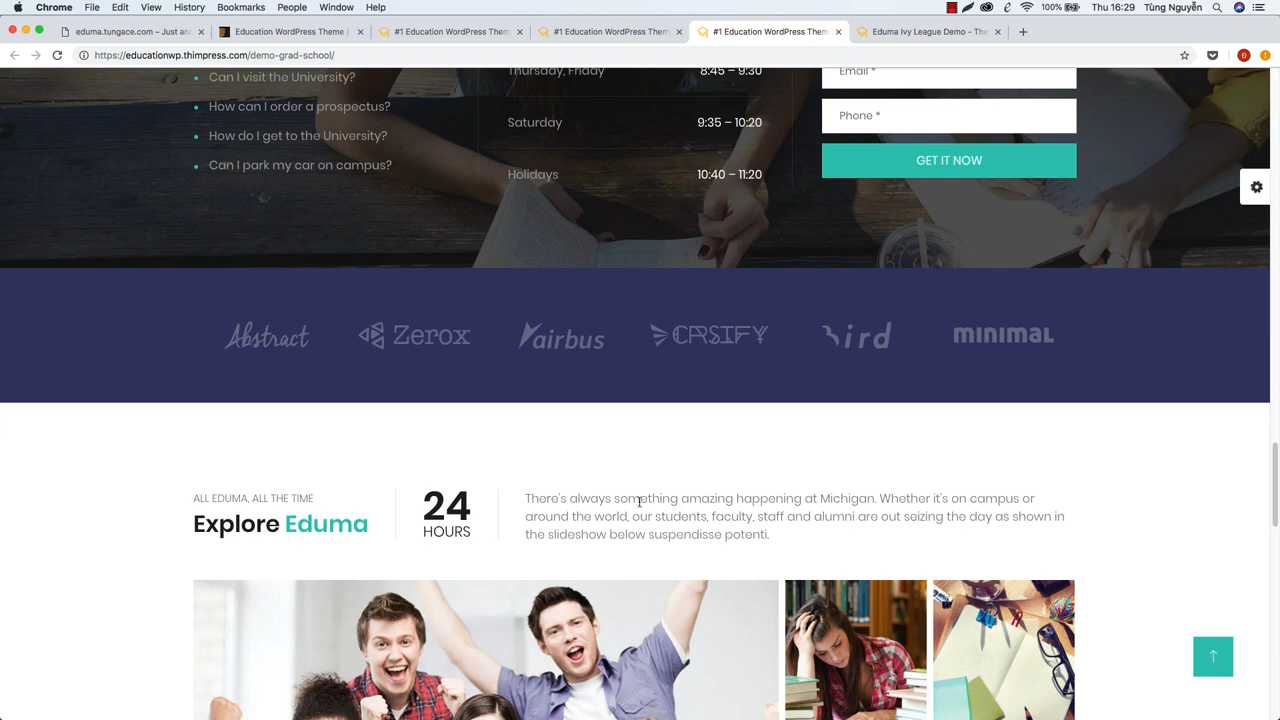 Chrome File Edit View History Bookmarks People Eduma Window Help 100% Thu 16:29 Tùng Nguyễn
eduma.tungace.com – Just an
Education WordPress Theme |
#1 Education WordPress Them
#1 Education WordPress Them
#1 Education WordPress Them
Eduma Ivy League Demo - The
https://educationwp.thimpress.com/demo-grad-school/
Can I visit the University?
How can I order a prospectus?
How do I get to the University?
Can I park my car on campus?
Thursday, Friday 8:45 – 9:30
Saturday 9:35 – 10:20
Holidays 10:40 – 11:20
Email *
Phone *
GET IT NOW
Abstract Zerox airbus CRSIFY bird MINIMAL
ALL EDUMA, ALL THE TIME
Explore Eduma
24
HOURS
There's always something amazing happening at Michigan. Whether it's on campus or
around the world, our students, faculty, staff and alumni are out seizing the day as shown in
the slideshow below suspendisse potenti.